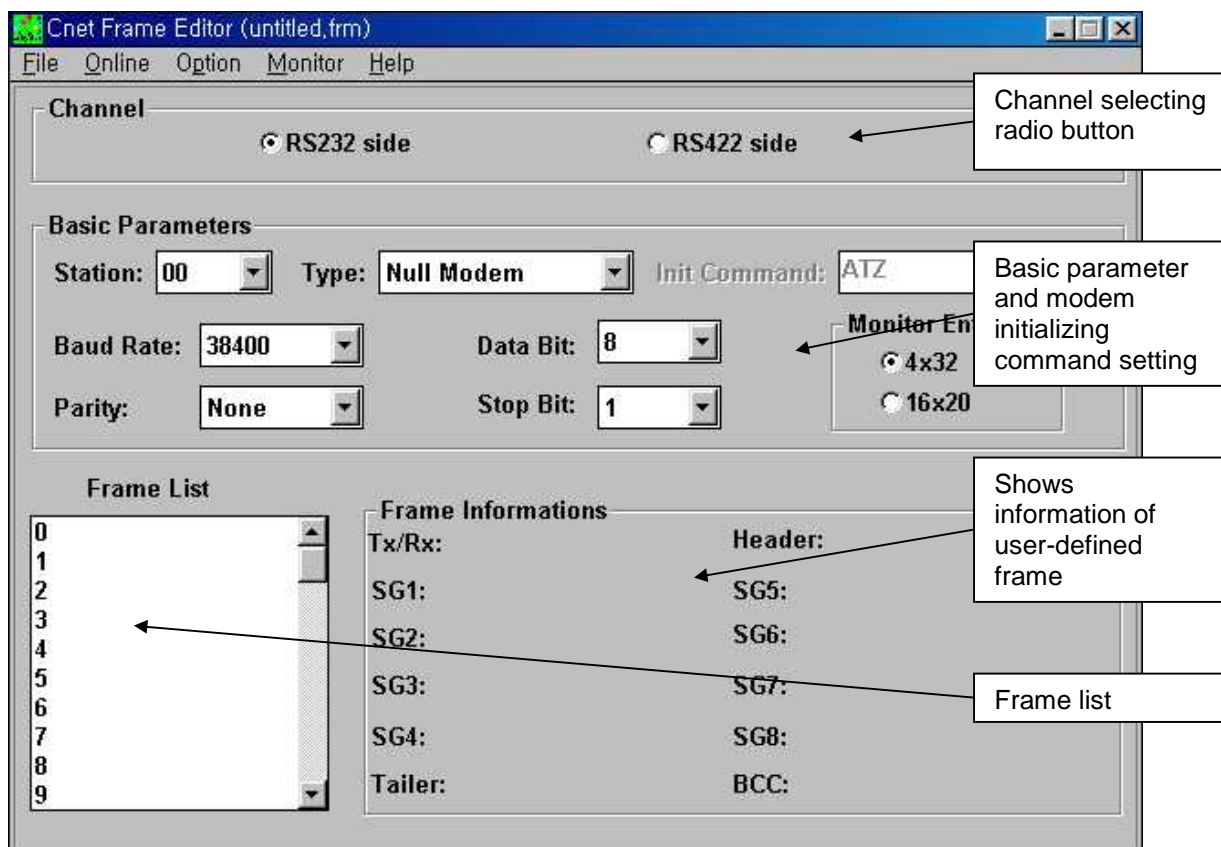 Cnet Frame Editor (untitled,frm)
File Online Option Monitor Help
Channel
RS232 side RS422 side
Channel selecting
radio button
Basic Parameters
Station: 00 Type: Null Modem Init Command: ATZ
Baud Rate: 38400 Data Bit: 8
Parity: None Stop Bit: 1
Monitor
4x32
16x20
Basic parameter
and modem
initializing
command setting
Frame List
0
1
2
3
4
5
6
7
8
9
Frame Informations
Tx/Rx: Header:
SG1: SG5:
SG2: SG6:
SG3: SG7:
SG4: SG8:
Tailer: BCC:
Shows
information of
user-defined
frame
Frame list